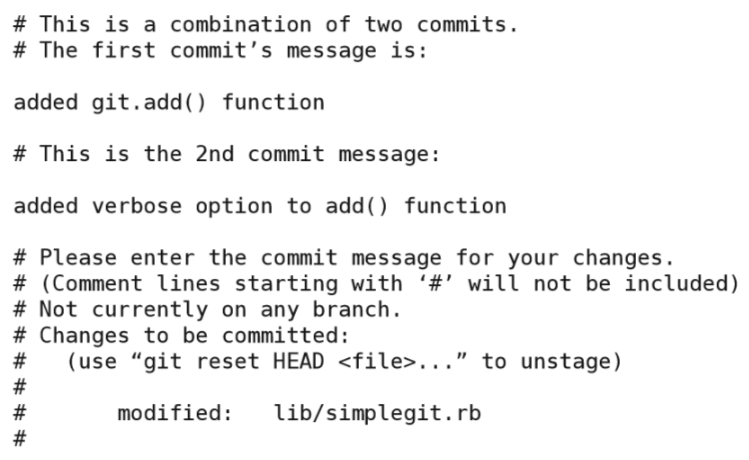 # This is a combination of two commits.
# The first commit’s message is:
added git.add() function
# This is the 2nd commit message:
added verbose option to add() function
# Please enter the commit message for your changes.
# (Comment lines starting with ‘#’ will not be included)
# Not currently on any branch.
# Changes to be committed:
#   (use “git reset HEAD <file>...” to unstage)
#
#       modified:   lib/simplegit.rb
#